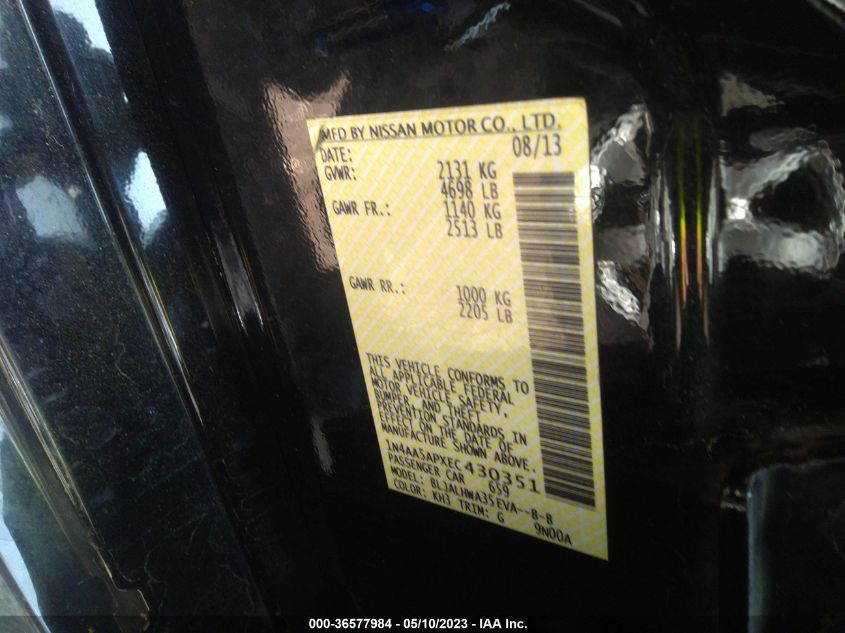 MFD BY NISSAN MOTOR CO., LTD.
DATE: 08/13
GVWR: 2131 KG
4698 LB
GAWR FR.: 1140 KG
2513 LB
GAWR RR.: 1000 KG
2205 LB
THIS VEHICLE CONFORMS TO
ALL APPLICABLE FEDERAL
MOTOR VEHICLE SAFETY,
BUMPER, AND THEFT
PREVENTION STANDARDS IN
EFFECT ON THE DATE OF
MANUFACTURE SHOWN ABOVE.
1N4AA5APXEC 430351
PASSENGER CAR 659
MODEL: BLJALHWA35EVA--B-B
COLOR: KH3 TRIM: G 9N00A
000-36577984 - 05/10/2023 - IAA Inc.